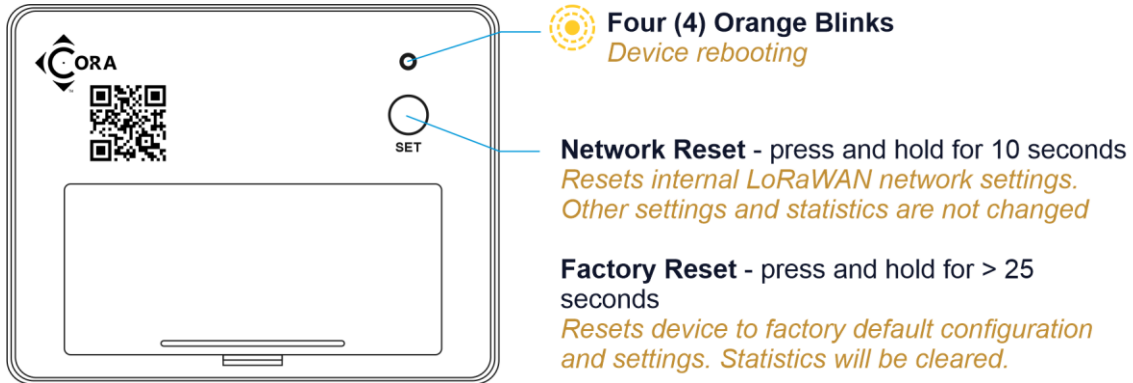 CORA
SET
Four (4) Orange Blinks
Device rebooting
Network Reset - press and hold for 10 seconds
Resets internal LoRaWAN network settings.
Other settings and statistics are not changed
Factory Reset - press and hold for > 25
seconds
Resets device to factory default configuration
and settings. Statistics will be cleared.